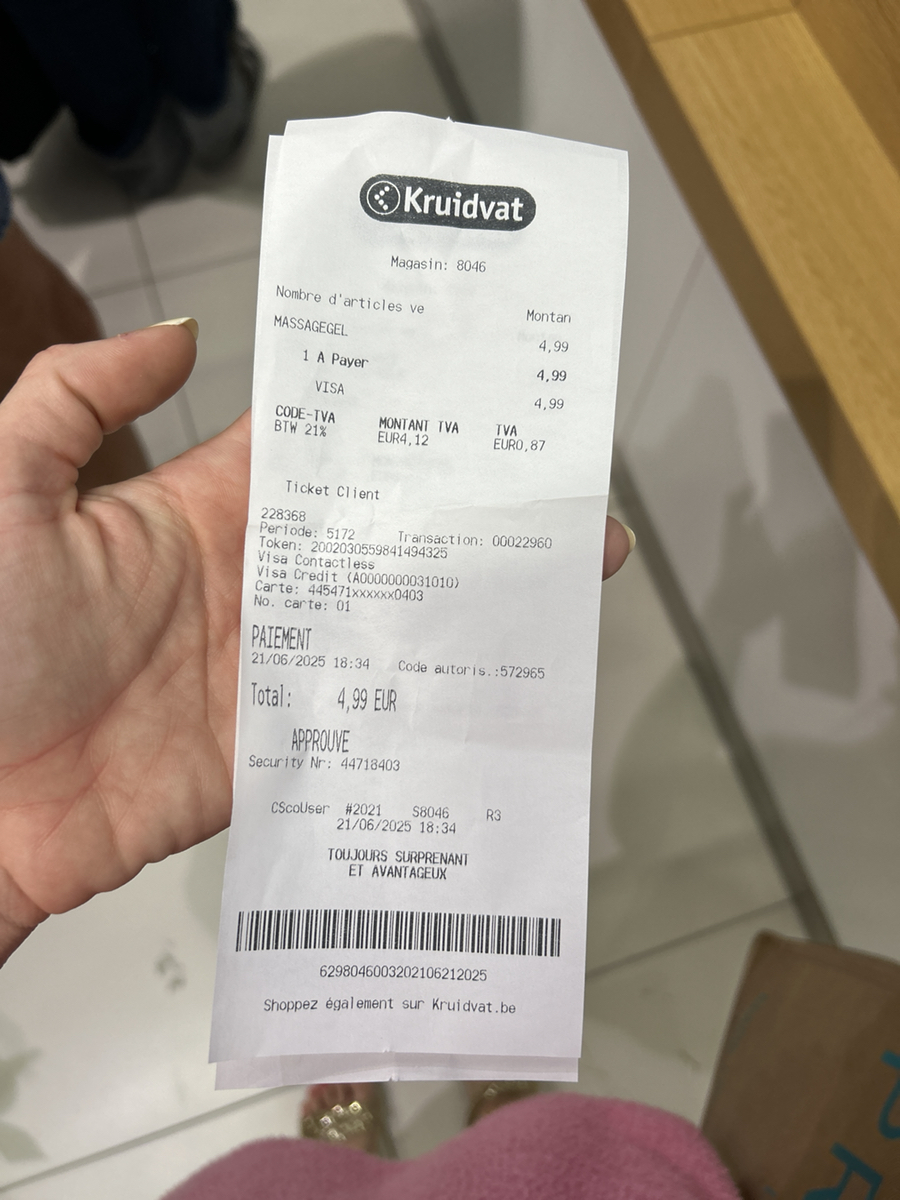 Kruidvat
Magasin: 8046
Nombre d'articles ve Montan
MASSAGEGEL 4,99
1 A Payer 4,99
VISA 4,99
CODE-TVA MONTANT TVA TVA
BTW 21% EUR4,12 EUR0,87
Ticket Client
228368
Periode: 5172 Transaction: 00022960
Token: 2002030559841494325
Visa Contactless
Visa Credit (A0000000031010)
Carte: 445471xxxxxx0403
No. carte: 01
PAIEMENT
21/06/2025 18:34 Code autoris.:572965
Total: 4,99 EUR
APPROUVE
Security Nr: 44718403
CScoUser #2021 S8046 R3
21/06/2025 18:34
TOUJOURS SURPRENANT
ET AVANTAGEUX
6298046003202106212025
Shoppez également sur Kruidvat.be